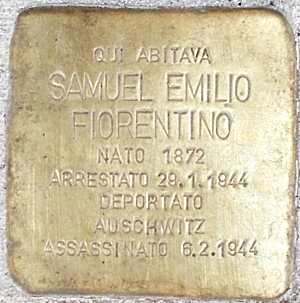 QUI ABITAVA
SAMUEL EMILIO
FIORENTINO
NATO 1872
ARRESTATO 29.1.1944
DEPORTATO
AUSCHWITZ
ASSASSINATO 6.2.1944